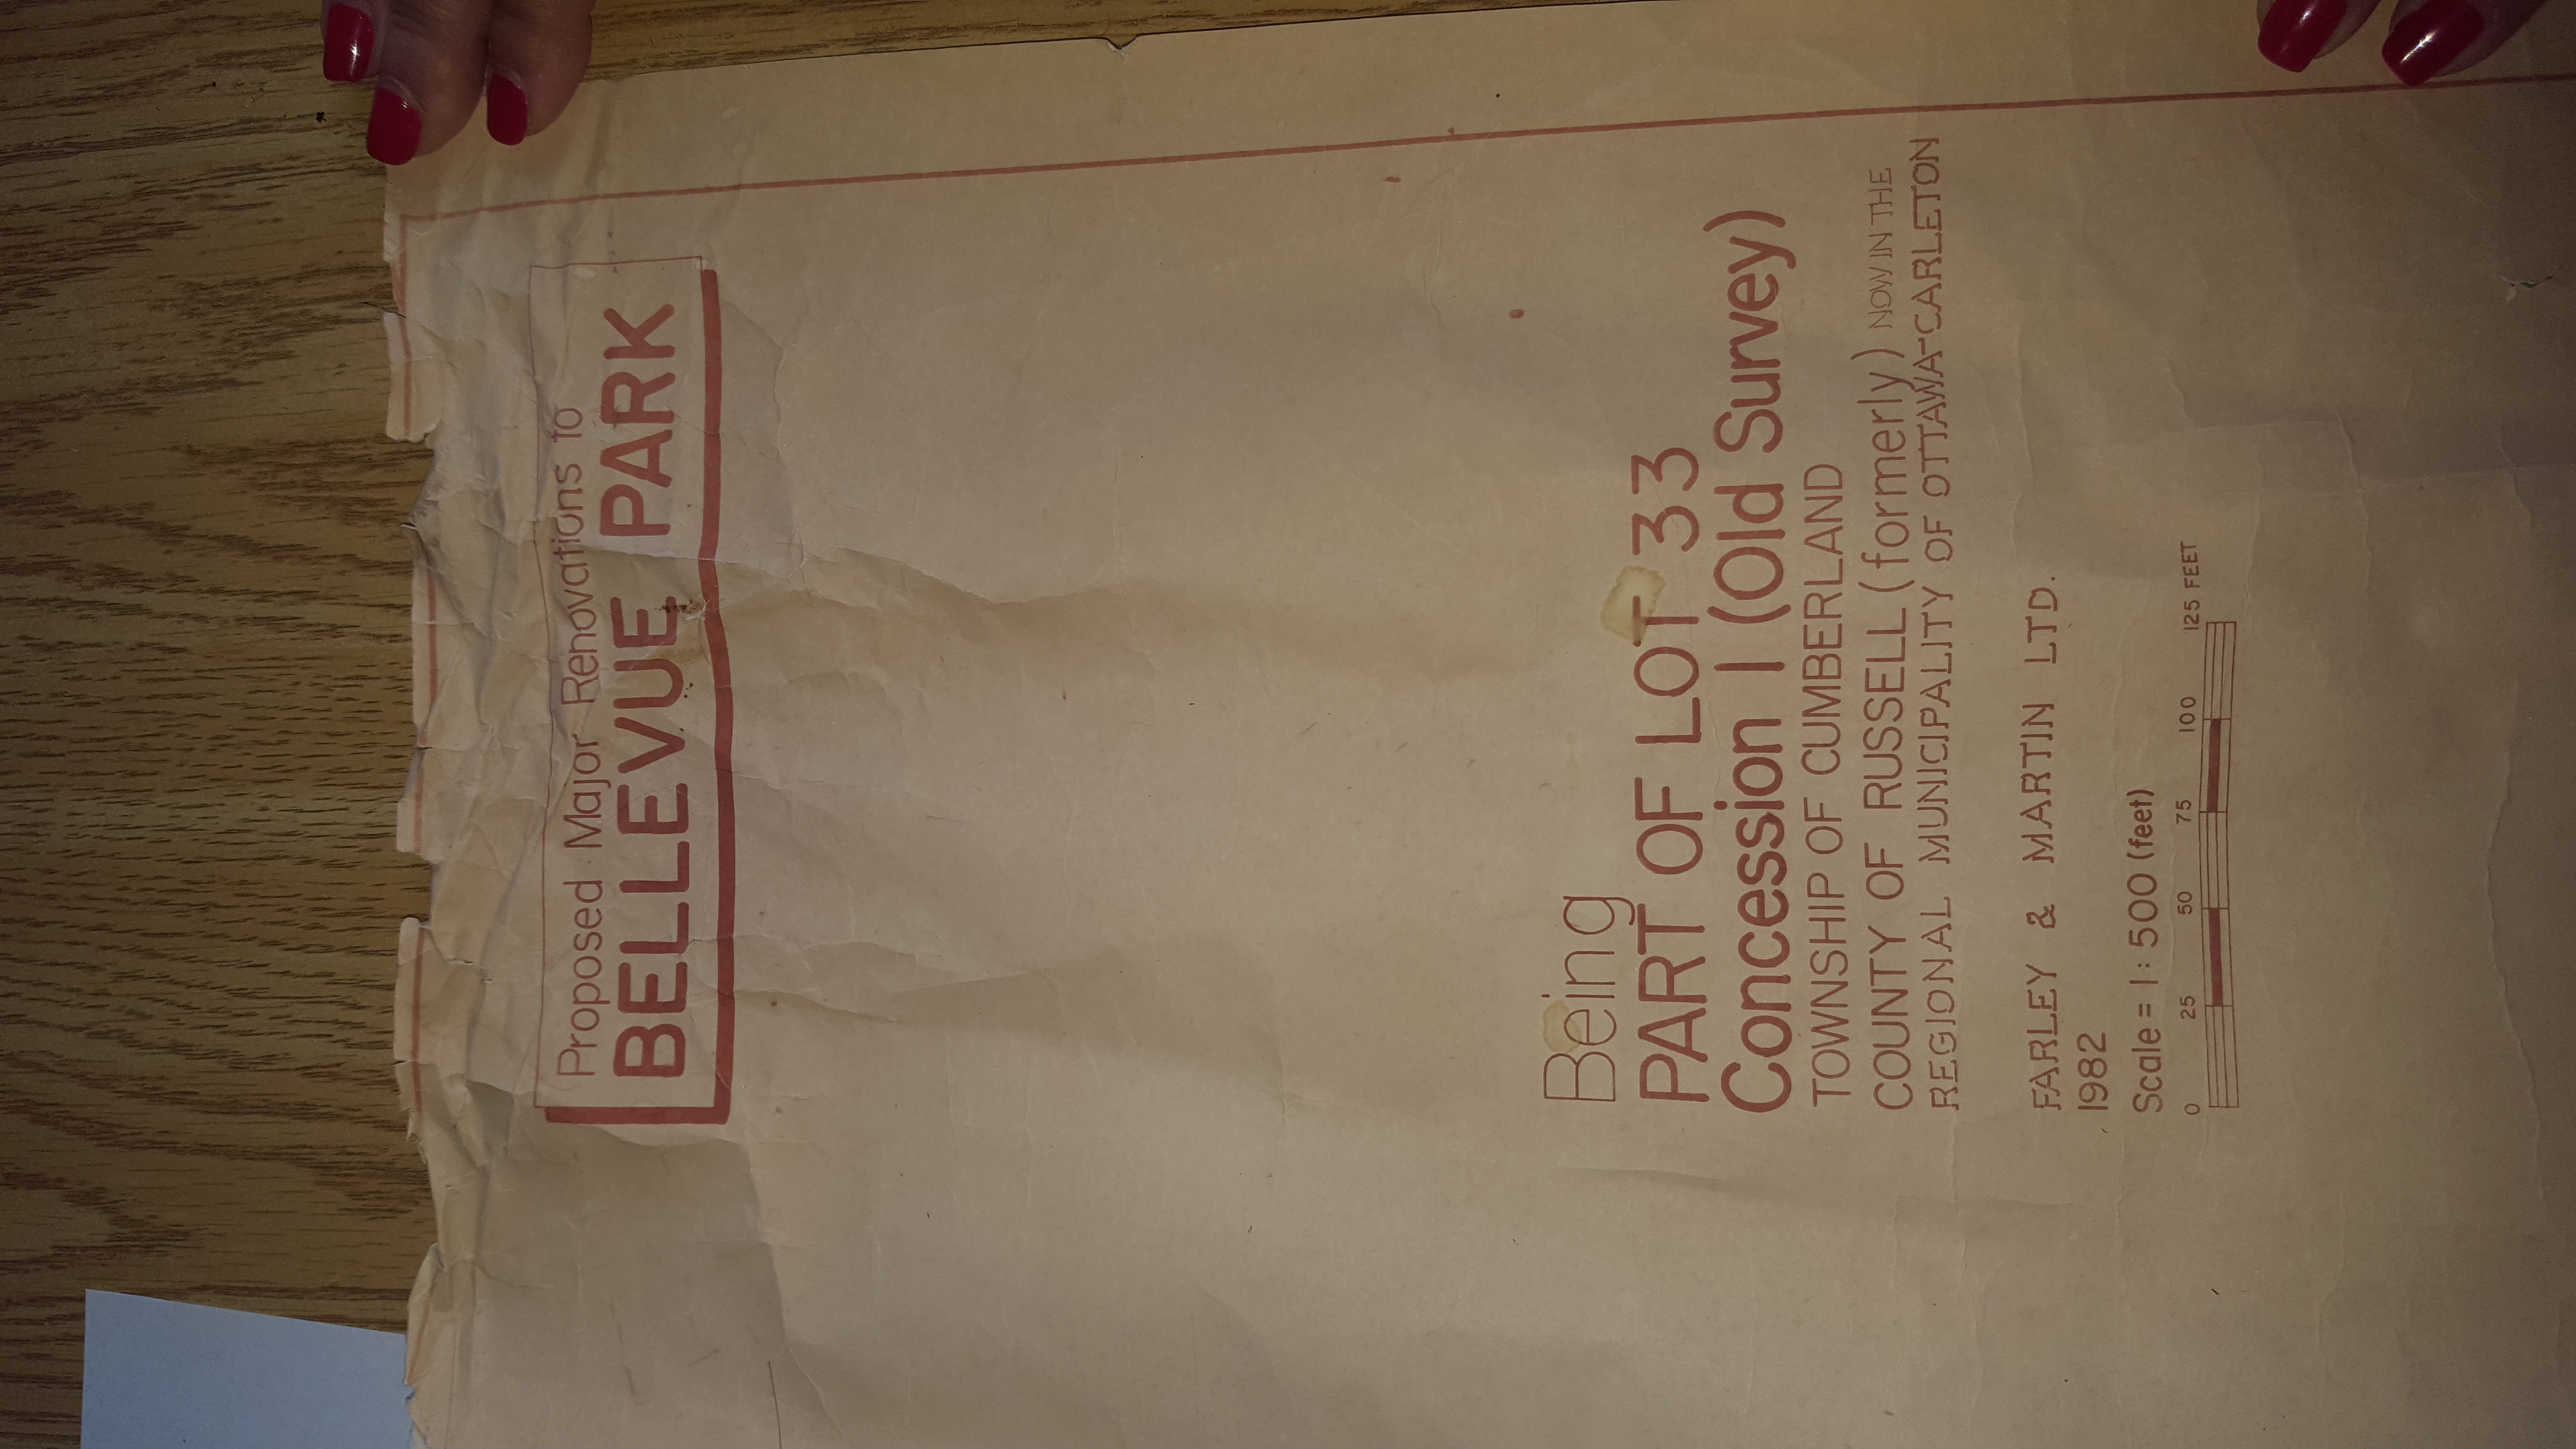 Proposed Major Renovations to
BELLEVUE PARK
Being
PART OF LOT 33
Concession 1 (Old Survey)
TOWNSHIP OF CUMBERLAND
COUNTY OF RUSSELL (formerly) NOW IN THE
REGIONAL MUNICIPALITY OF OTTAWA-CARLETON
FARLEY & MARTIN LTD.
1982
Scale = 1:500 (feet)
0 25 50 75 100 125 FEET